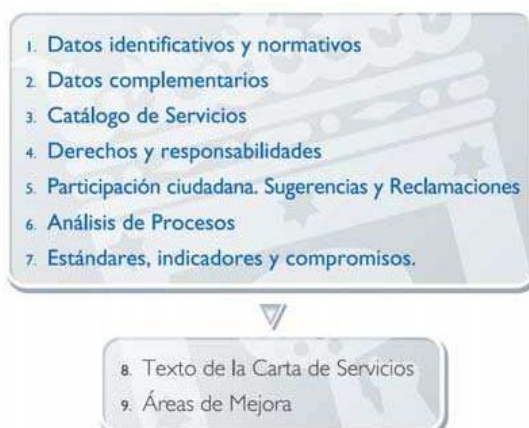 1. Datos identificativos y normativos
2. Datos complementarios
3. Catálogo de Servicios
4. Derechos y responsabilidades
5. Participación ciudadana. Sugerencias y Reclamaciones
6. Análisis de Procesos
7. Estándares, indicadores y compromisos.
8. Texto de la Carta de Servicios
9. Áreas de Mejora